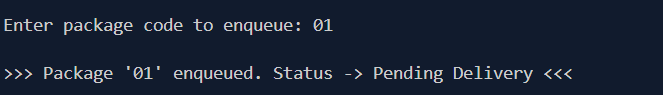 Enter package code to enqueue: 01
>>> Package '01' enqueued. Status -> Pending Delivery <<<